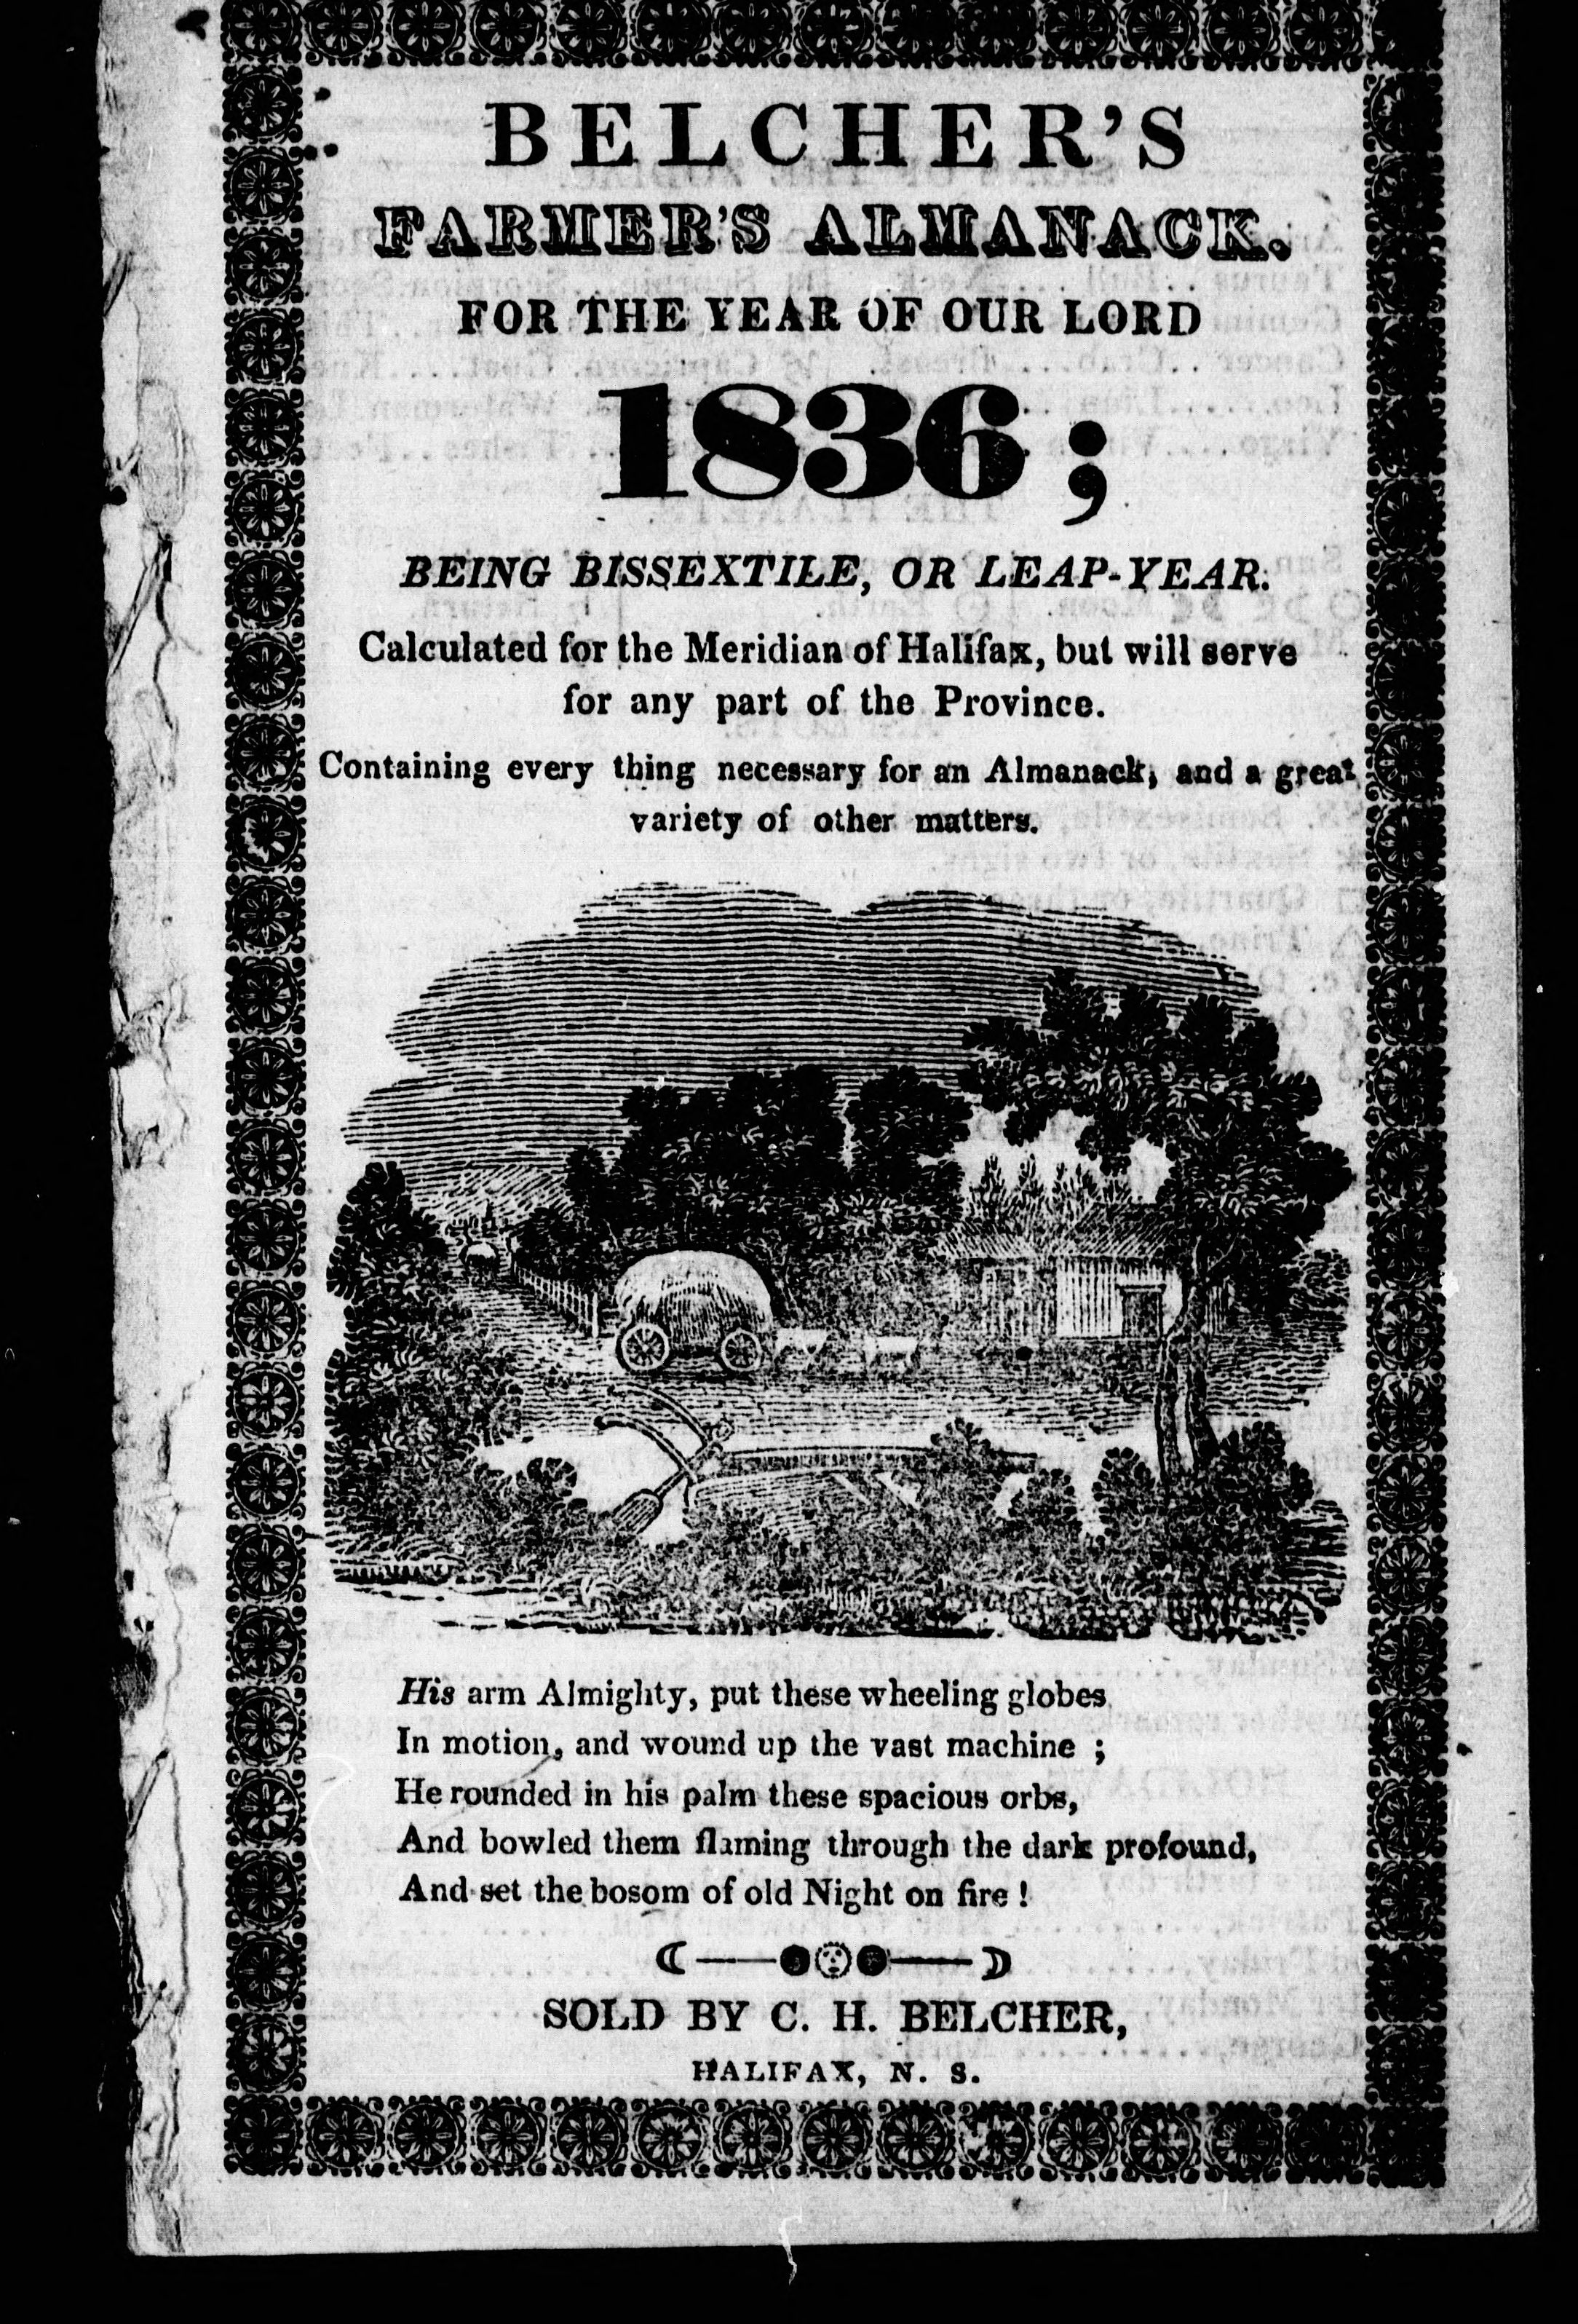 BELCHER'S
FARMER'S ALMANACK.
FOR THE YEAR OF OUR LORD
1836;
BEING BISSEXTILE, OR LEAP-YEAR.
Calculated for the Meridian of Halifax, but will serve
for any part of the Province.
Containing every thing necessary for an Almanack, and a great
variety of other matters.
His arm Almighty, put these wheeling globes
In motion, and wound up the vast machine ;
He rounded in his palm these spacious orbs,
And bowled them flaming through the dark profound,
And set the bosom of old Night on fire !
SOLD BY C. H. BELCHER,
HALIFAX, N. S.